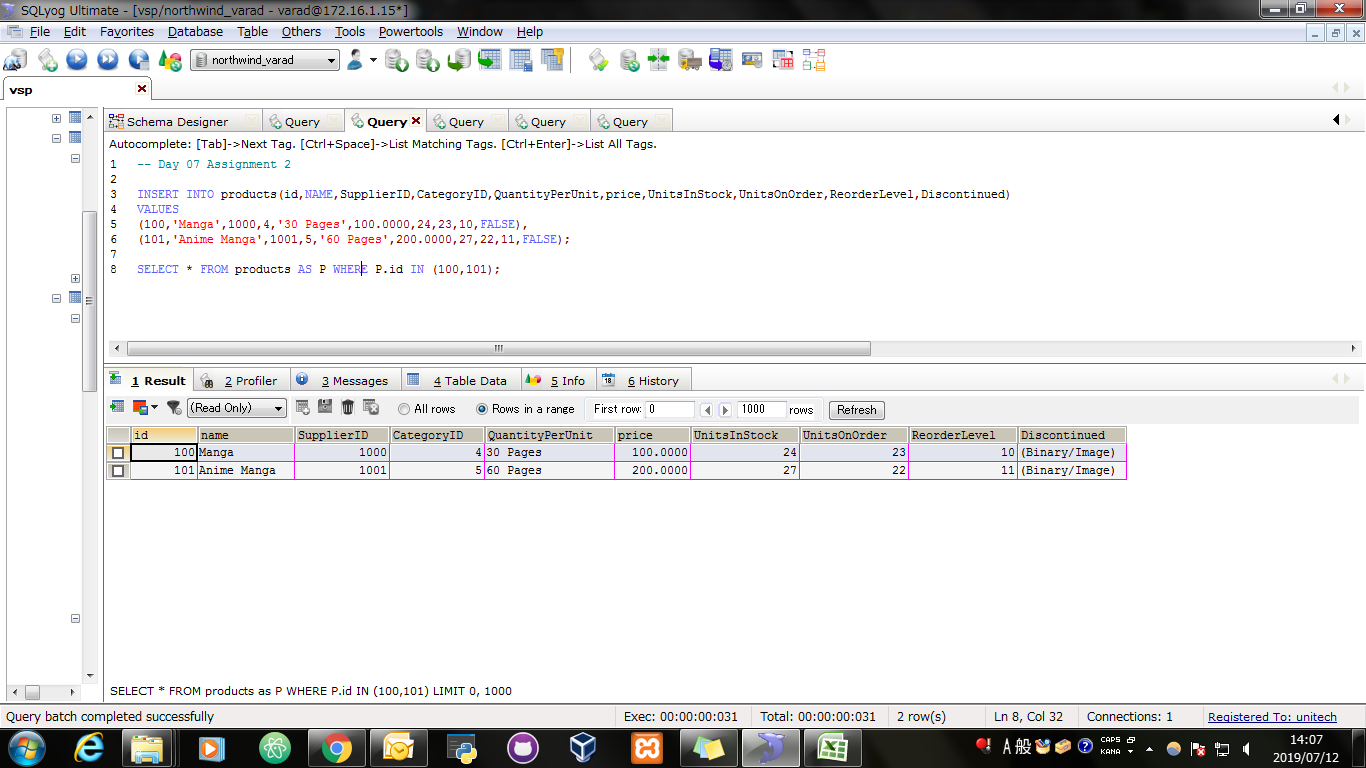 SQLyog Ultimate - [vsp/northwind_varad - varad@172.16.1.15*]
File Edit Favorites Database Table Others Tools Powertools Window Help
northwind_varad
vsp
Schema Designer Query Query Query Query Query
Autocomplete: [Tab]->Next Tag. [Ctrl+Space]->List Matching Tags. [Ctrl+Enter]->List All Tags.
1 -- Day 07 Assignment 2
2
3 INSERT INTO products(id,NAME,SupplierID,CategoryID,QuantityPerUnit,price,UnitsInStock,UnitsOnOrder,ReorderLevel,Discontinued)
4 VALUES
5 (100,'Manga',1000,4,'30 Pages',100.0000,24,23,10,FALSE),
6 (101,'Anime Manga',1001,5,'60 Pages',200.0000,27,22,11,FALSE);
7
8 SELECT * FROM products AS P WHERE P.id IN (100,101);
1 Result 2 Profiler 3 Messages 4 Table Data 5 Info 6 History
(Read Only) All rows Rows in a range First row: 0 1000 rows Refresh
id name SupplierID CategoryID QuantityPerUnit price UnitsInStock UnitsOnOrder ReorderLevel Discontinued
100 Manga 1000 4 30 Pages 100.0000 24 23 10 (Binary/Image)
101 Anime Manga 1001 5 60 Pages 200.0000 27 22 11 (Binary/Image)
SELECT * FROM products as P WHERE P.id IN (100,101) LIMIT 0, 1000
Query batch completed successfully Exec: 00:00:00:031 Total: 00:00:00:031 2 row(s) Ln 8, Col 32 Connections: 1 Registered To: unitech
A 般 CAPS KANA 14:07
2019/07/12